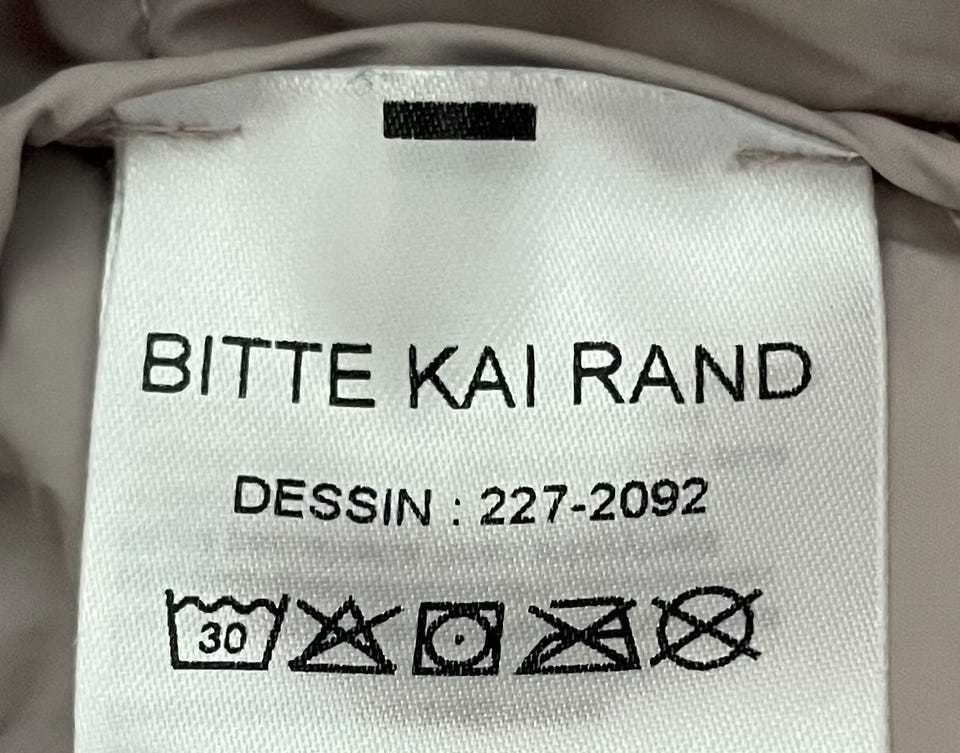 BITTE KAI RAND
DESSIN : 227-2092
30